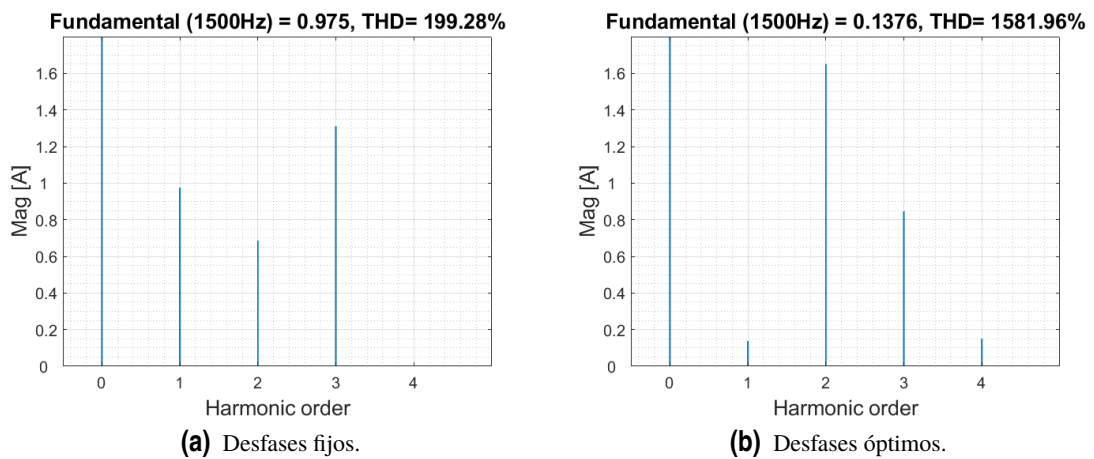 Fundamental (1500Hz) = 0.975, THD= 199.28%
1.6
1.4
1.2
1
0.8
0.6
0.4
0.2
0
Mag [A]
0 1 2 3 4
Harmonic order
(a) Desfases fijos.
Fundamental (1500Hz) = 0.1376, THD= 1581.96%
1.6
1.4
1.2
1
0.8
0.6
0.4
0.2
0
Mag [A]
0 1 2 3 4
Harmonic order
(b) Desfases óptimos.